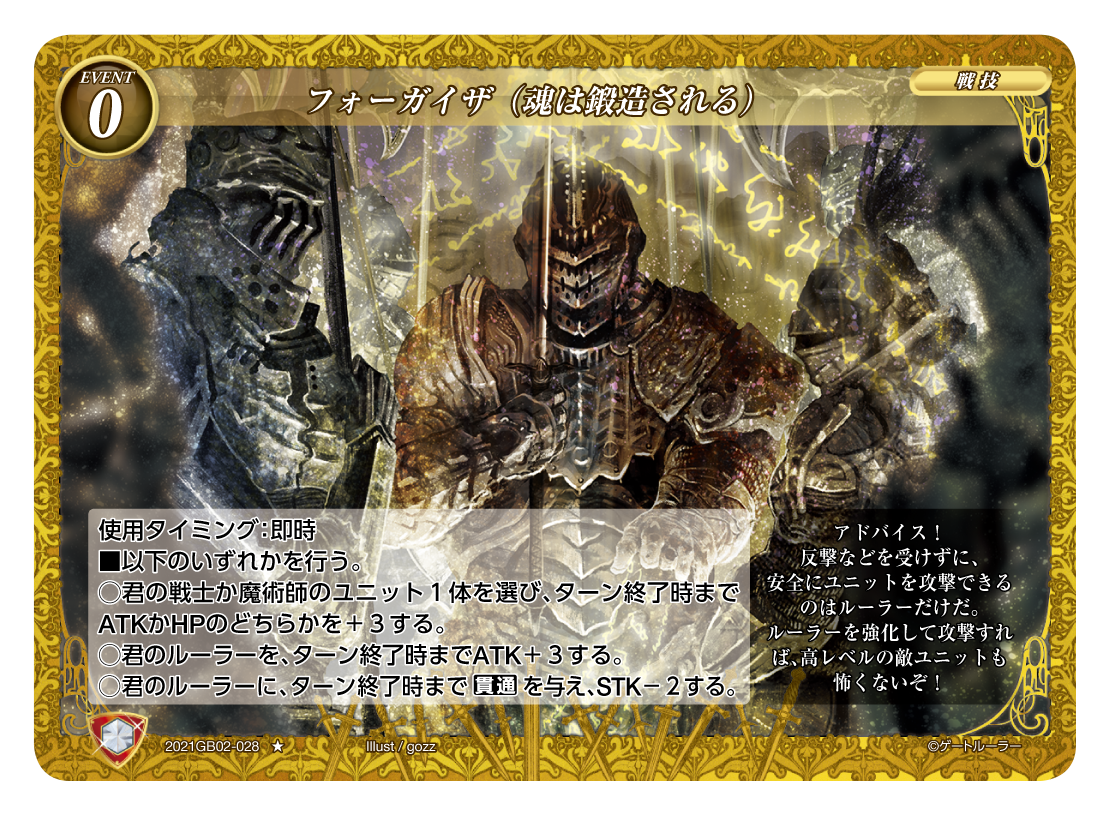 EVENT
0
フォーガイザ（魂は鍛造される）
戦技
使用タイミング：即時
■以下のいずれかを行う。
○君の戦士か魔術師のユニット１体を選び、ターン終了時まで
ATKかHPのどちらかを＋３する。
○君のルーラーを、ターン終了時までATK＋３する。
○君のルーラーに、ターン終了時まで 貫通 を与え、STK－２する。
アドバイス！
反撃などを受けずに、
安全にユニットを攻撃できる
のはルーラーだけだ。
ルーラーを強化して攻撃すれ
ば、高レベルの敵ユニットも
怖くないぞ！
2021GB02-028 ★
Illust / gozz
©ゲートルーラー